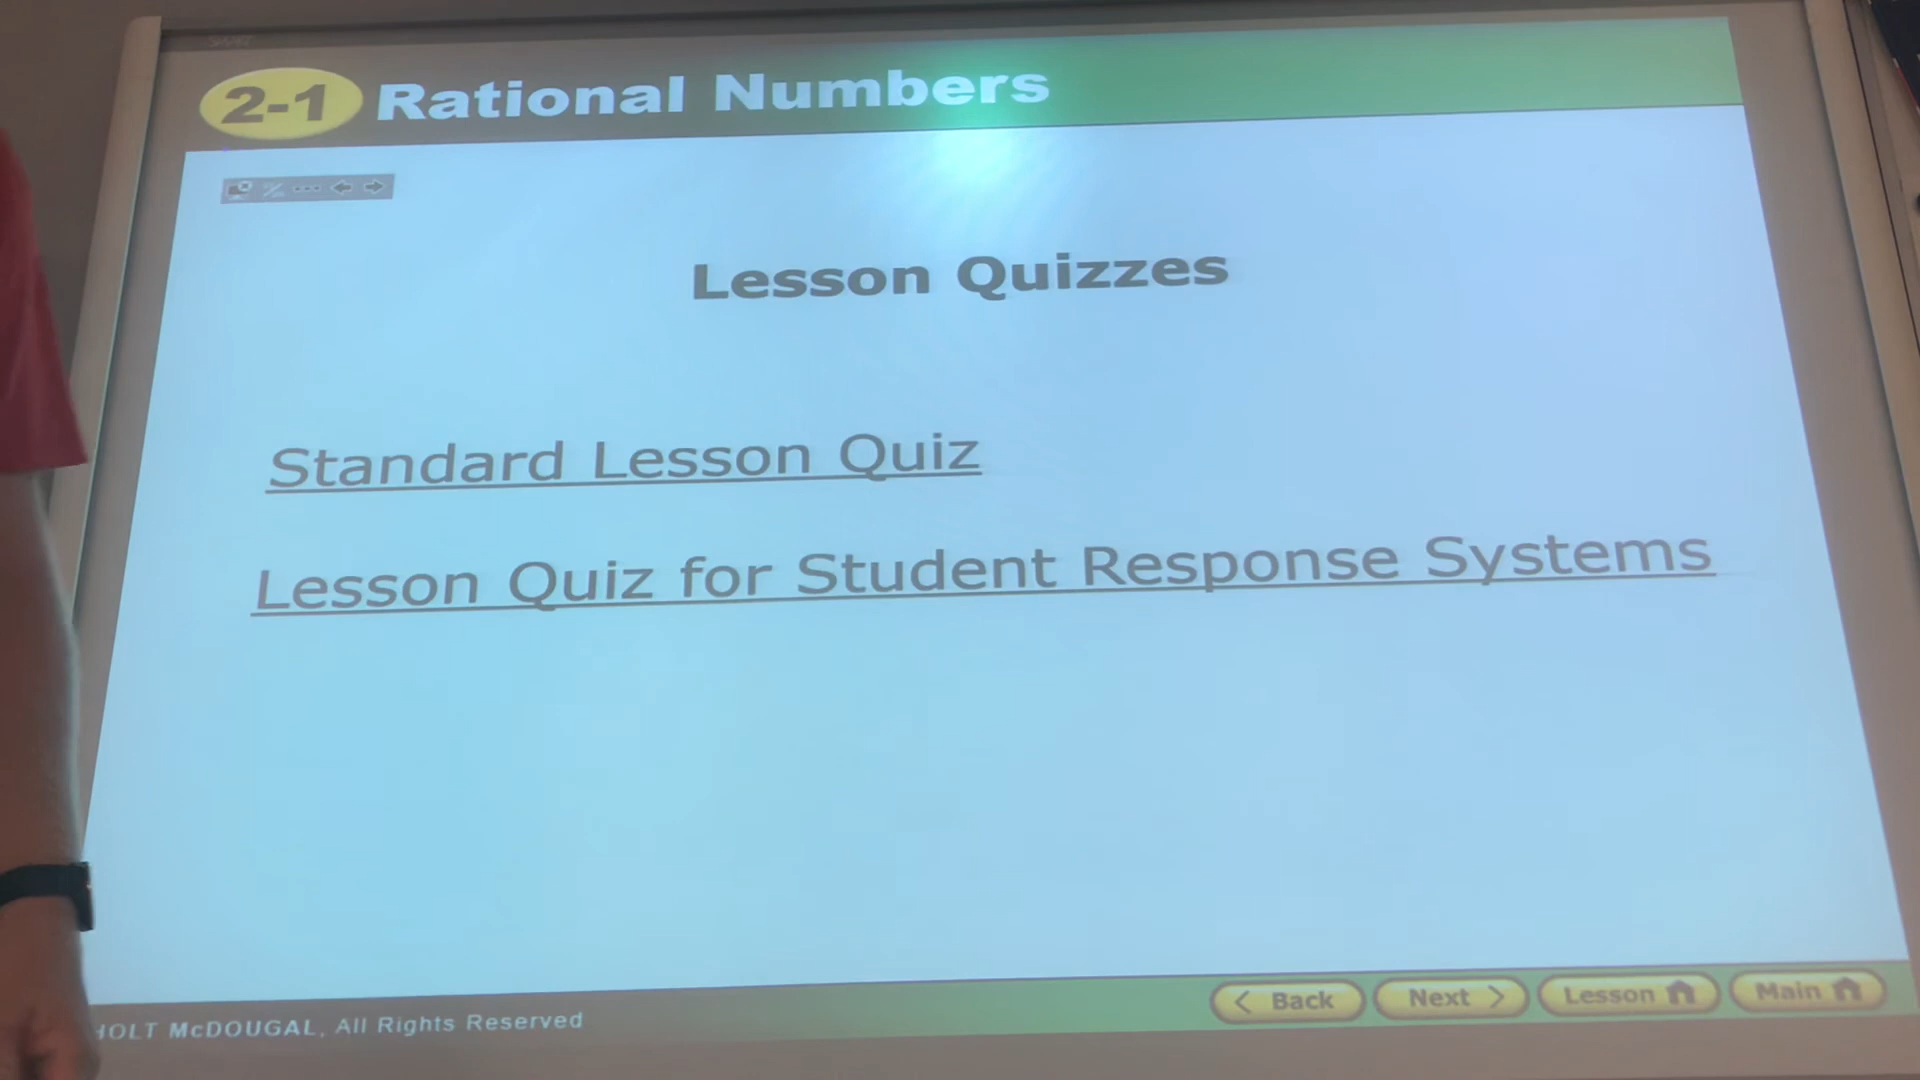 2-1 Rational Numbers
Lesson Quizzes
Standard Lesson Quiz
Lesson Quiz for Student Response Systems
HOLT McDOUGAL, All Rights Reserved
Back
Next
Lesson
Main